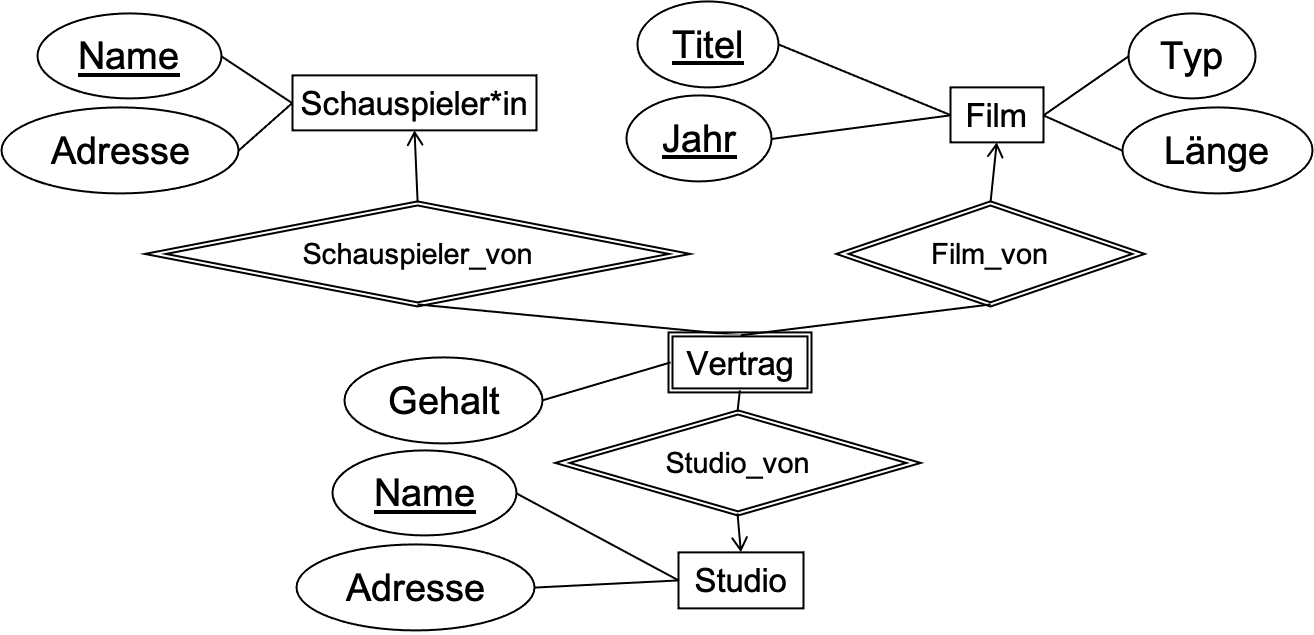 Name
Adresse
Schauspieler*in
Titel
Jahr
Film
Typ
Länge
Schauspieler_von
Film_von
Vertrag
Gehalt
Studio_von
Name
Adresse
Studio